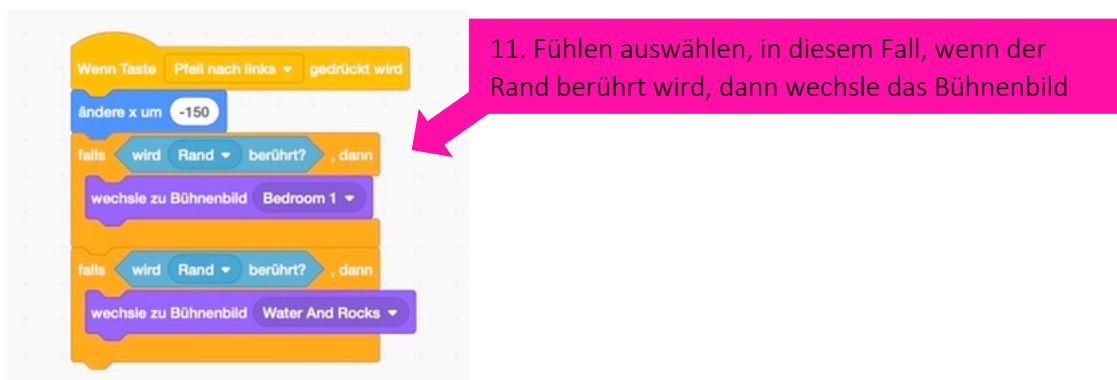 Wenn Taste Pfeil nach links gedrückt wird
ändere x um -150
falls wird Rand berührt? , dann
wechsle zu Bühnenbild Bedroom 1
falls wird Rand berührt? , dann
wechsle zu Bühnenbild Water And Rocks
11. Fühlen auswählen, in diesem Fall, wenn der
Rand berührt wird, dann wechsle das Bühnenbild